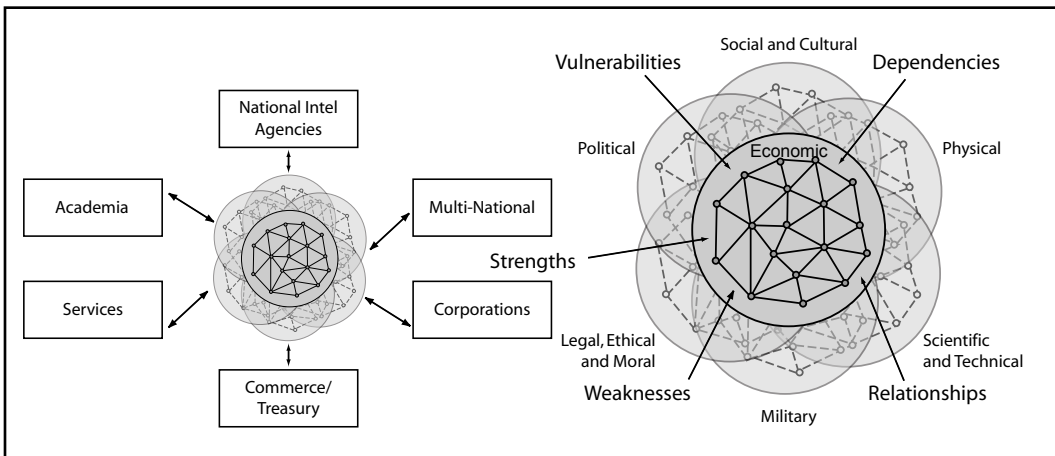 National Intel
Agencies
Academia
Multi-National
Services
Corporations
Commerce/
Treasury
Social and Cultural
Vulnerabilities
Dependencies
Political
Economic
Physical
Strengths
Legal, Ethical
and Moral
Scientific
and Technical
Weaknesses
Relationships
Military